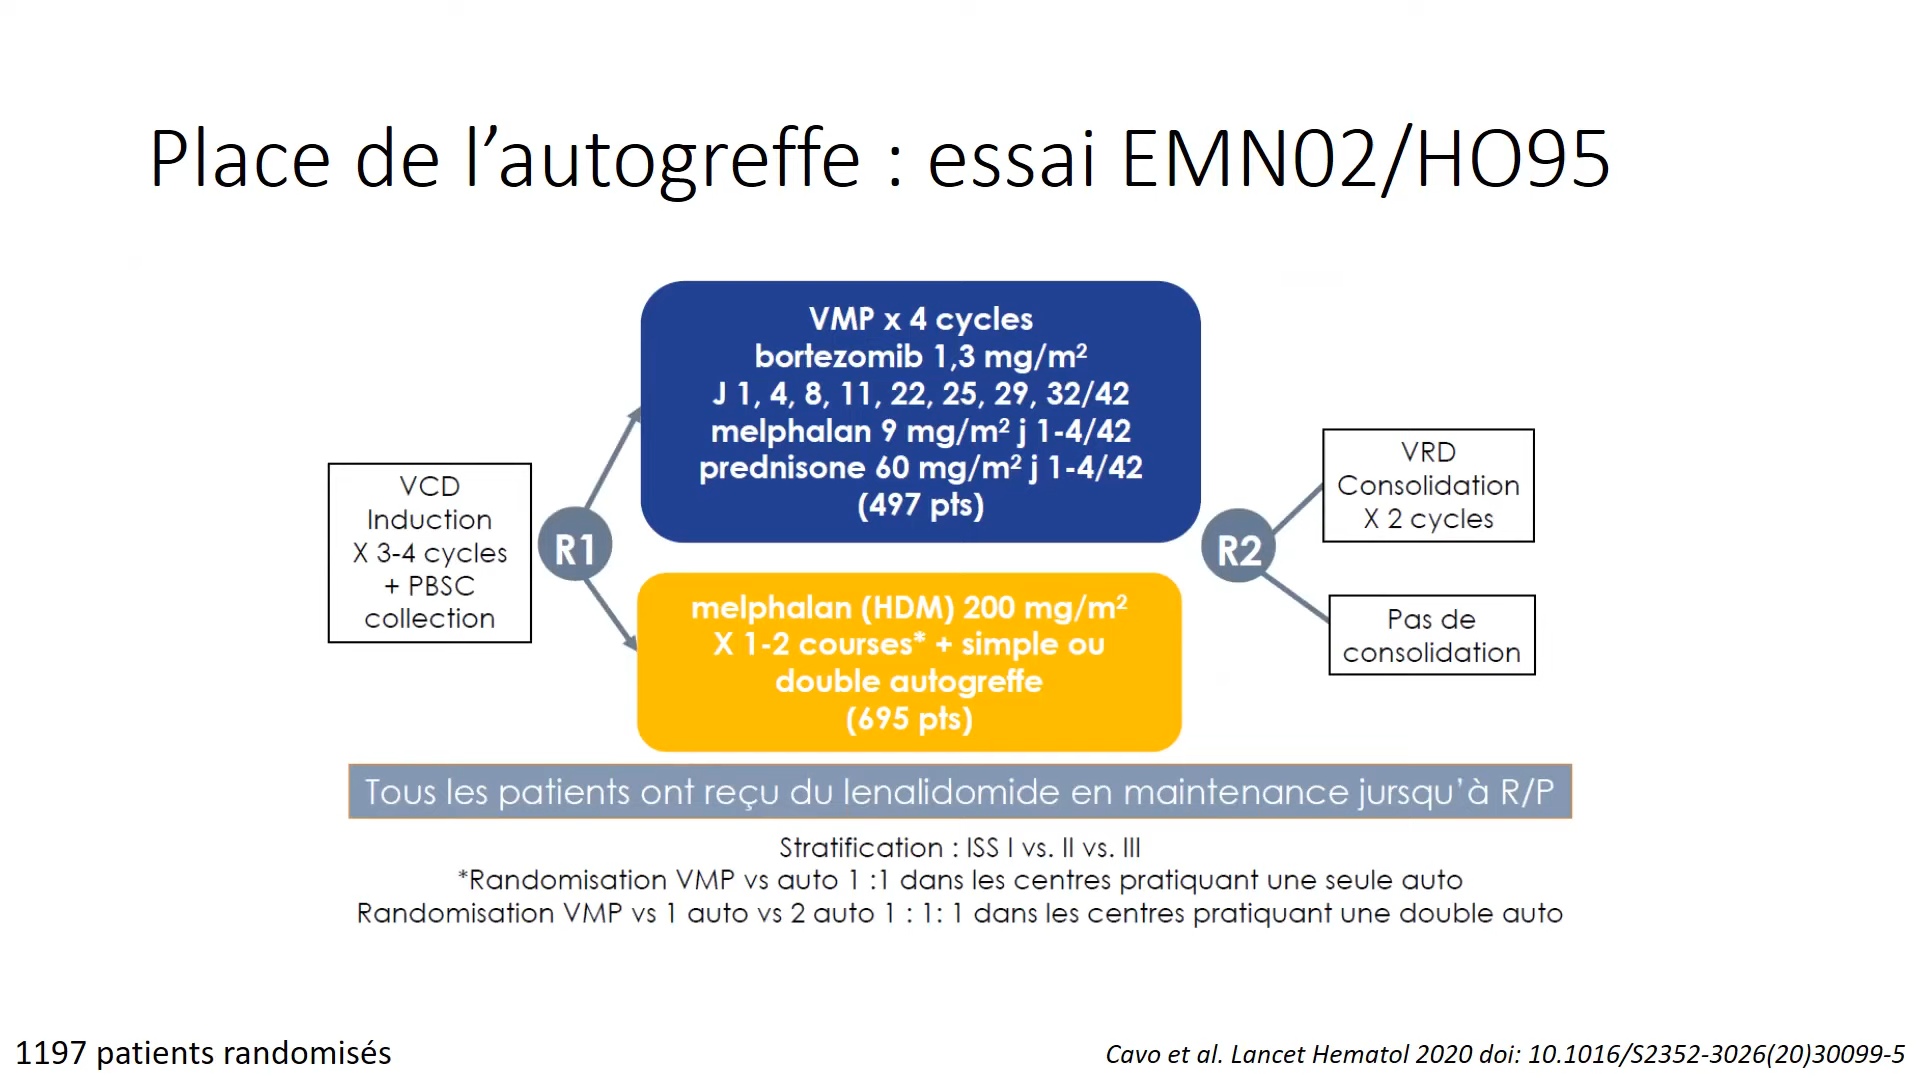 Place de l’autogreffe : essai EMN02/HO95
VCD
Induction
X 3-4 cycles
+ PBSC
collection
R1
VMP x 4 cycles
bortezomib 1,3 mg/m²
J 1, 4, 8, 11, 22, 25, 29, 32/42
melphalan 9 mg/m² j 1-4/42
prednisone 60 mg/m² j 1-4/42
(497 pts)
melphalan (HDM) 200 mg/m²
X 1-2 courses* + simple ou
double autogreffe
(695 pts)
R2
VRD
Consolidation
X 2 cycles
Pas de
consolidation
Tous les patients ont reçu du lenalidomide en maintenance jursqu’à R/P
Stratification : ISS I vs. II vs. III
*Randomisation VMP vs auto 1 :1 dans les centres pratiquant une seule auto
Randomisation VMP vs 1 auto vs 2 auto 1 : 1: 1 dans les centres pratiquant une double auto
1197 patients randomisés
Cavo et al. Lancet Hematol 2020 doi: 10.1016/S2352-3026(20)30099-5